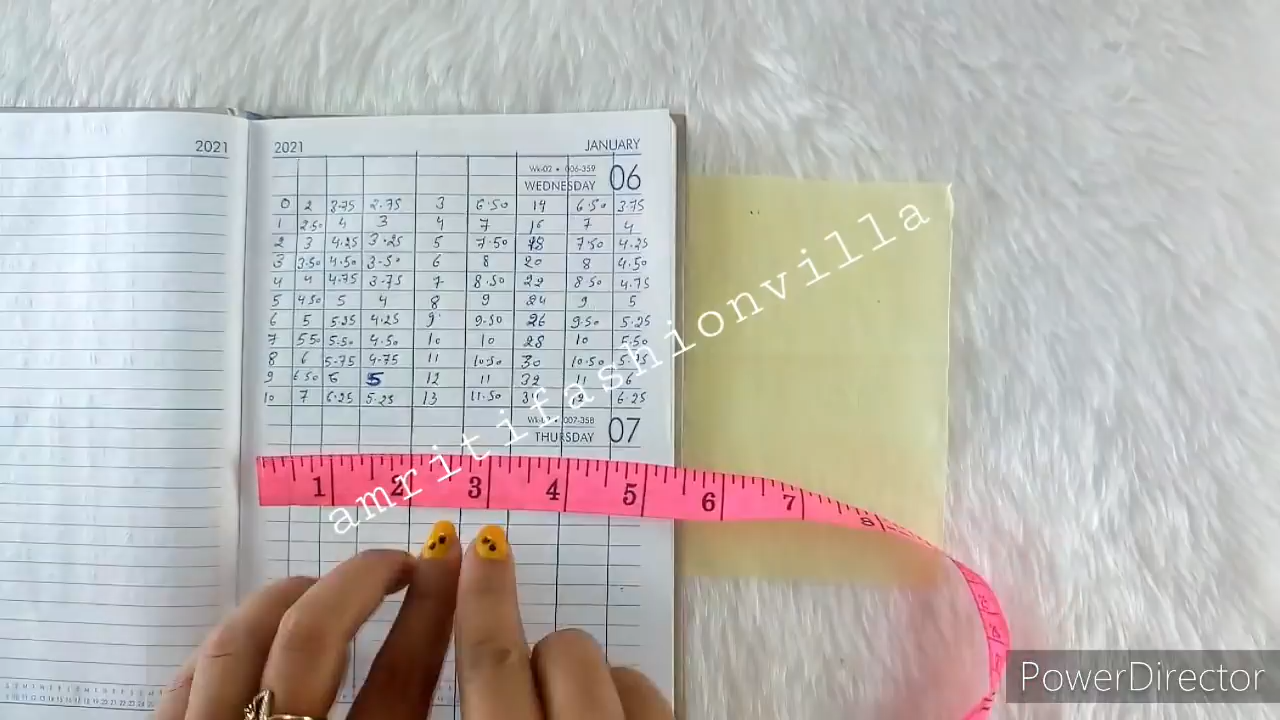 2021
2021 JANUARY
Wk-02 • 006-359
WEDNESDAY 06
0 2 3.75 2.75 3 6.50 14 6.50 3.75
1 2.50 4 3 4 7 16 7 4
2 3 4.25 3.25 5 7.50 18 7.50 4.25
3 3.50 4.50 3.50 6 8 20 8 4.50
4 4 4.75 3.75 7 8.50 22 8.50 4.75
5 4.50 5 4 8 9 24 9 5
6 5 5.25 4.25 9 9.50 26 9.50 5.25
7 5.50 5.50 4.50 10 10 28 10 5.50
8 6 5.75 4.75 11 10.50 30 10.50
9 6.50 6 5 12 11 32 11 6
10 7 6.25 5.25 13 11.50 6.25
007-358
THURSDAY 07
1 2 3 4 5 6 7 8
amritifashionvilla
PowerDirector